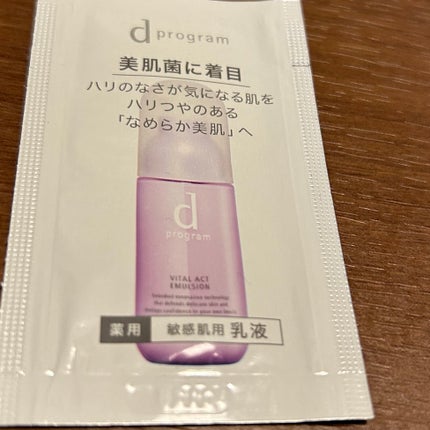 d program
美肌菌に着目
ハリのなさが気になる肌を
ハリつやのある
「なめらか美肌」へ
d
program
VITAL ACT
EMULSION
薬用 敏感肌用 乳液